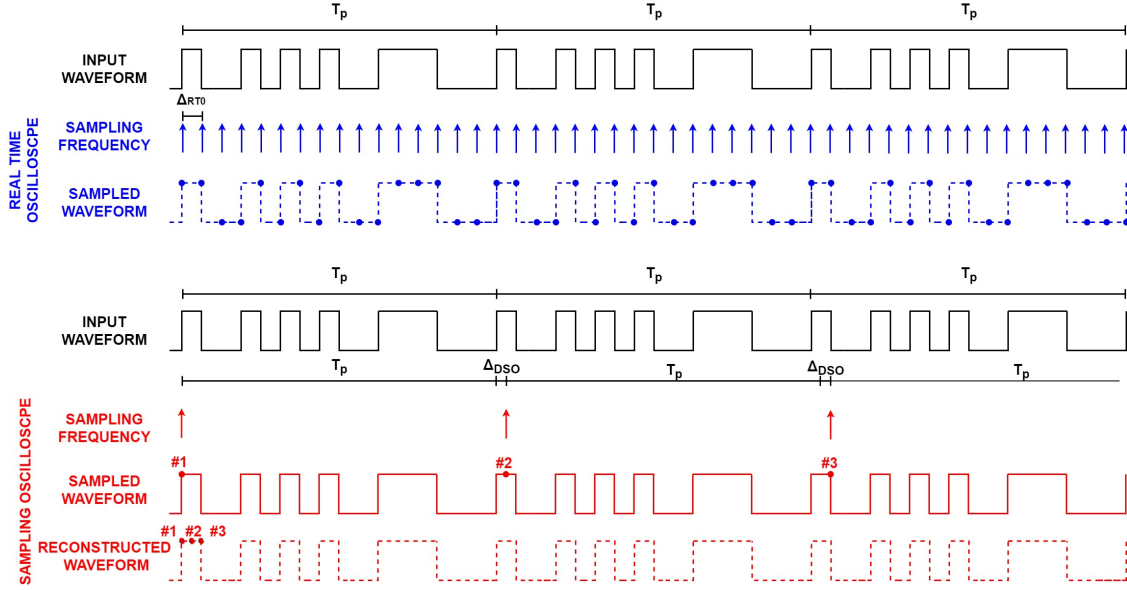 Tp Tp Tp
INPUT
WAVEFORM
ΔRT0
SAMPLING
FREQUENCY
REAL TIME
OSCILLOSCPE
SAMPLED
WAVEFORM
Tp Tp Tp
INPUT
WAVEFORM
Tp ΔDSO Tp ΔDSO Tp
SAMPLING OSCILLOSCPE
SAMPLING
FREQUENCY
#1 #2 #3
SAMPLED
WAVEFORM
#1 #2 #3
RECONSTRUCTED
WAVEFORM